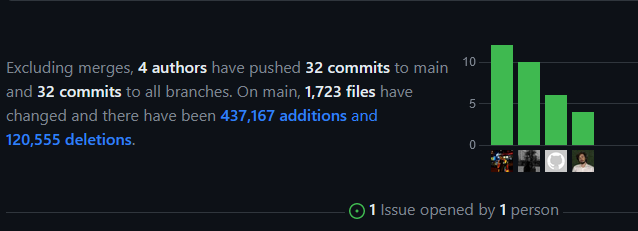 Excluding merges, 4 authors have pushed 32 commits to main
and 32 commits to all branches. On main, 1,723 files have
changed and there have been 437,167 additions and
120,555 deletions.
10
5
0
1 Issue opened by 1 person